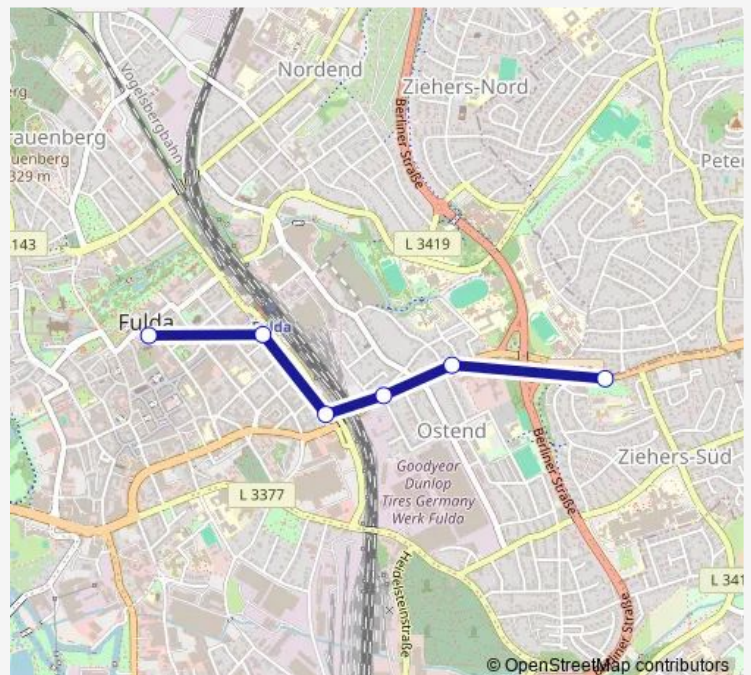 Nordend
Ziehers-Nord
Vogelsbergbahn
Berliner Straße
rauenberg
uenberg
329 m
Peter
143
L 3419
Fulda
Fulda
Ostend
Ziehers-Süd
Goodyear
Dunlop
Tires Germany
Werk Fulda
Berliner Straße
L 3377
Heidelsteinstraße
L 341
Berliner Straße
© OpenStreetMap contributors